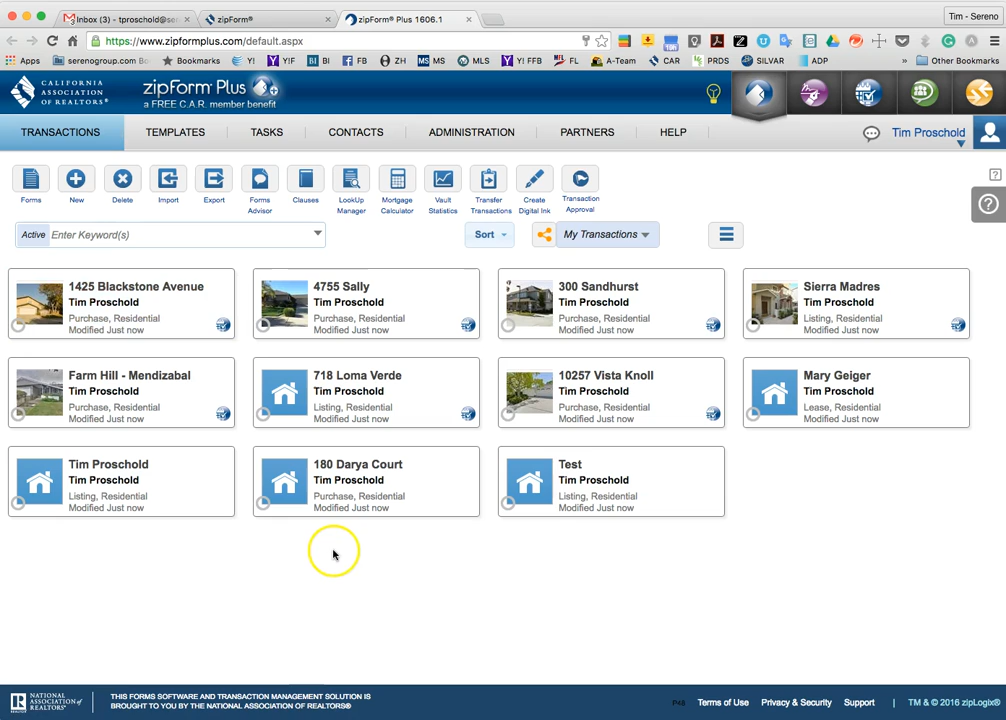 Inbox (3) - tproschold@ser
zipForm®
zipForm® Plus 1606.1
Tim - Sereno
https://www.zipformplus.com/default.aspx
Apps
serenogroup.com Bo
Bookmarks
Y!
Y!F
BI
FB
ZH
MS
MLS
Y! FFB
FL
A-Team
CAR
PRDS
SILVAR
ADP
»
Other Bookmarks
CALIFORNIA
ASSOCIATION
OF REALTORS®
zipForm Plus
a FREE C.A.R. member benefit
TRANSACTIONS
TEMPLATES
TASKS
CONTACTS
ADMINISTRATION
PARTNERS
HELP
Tim Proschold
Forms
New
Delete
Import
Export
Forms
Advisor
Clauses
LookUp
Manager
Mortgage
Calculator
Vault
Statistics
Transfer
Transactions
Create
Digital Ink
Transaction
Approval
Active
Enter Keyword(s)
Sort
My Transactions
1425 Blackstone Avenue
Tim Proschold
Purchase, Residential
Modified Just now
4755 Sally
Tim Proschold
Purchase, Residential
Modified Just now
300 Sandhurst
Tim Proschold
Purchase, Residential
Modified Just now
Sierra Madres
Tim Proschold
Listing, Residential
Modified Just now
Farm Hill - Mendizabal
Tim Proschold
Purchase, Residential
Modified Just now
718 Loma Verde
Tim Proschold
Listing, Residential
Modified Just now
10257 Vista Knoll
Tim Proschold
Purchase, Residential
Modified Just now
Mary Geiger
Tim Proschold
Lease, Residential
Modified Just now
Tim Proschold
Tim Proschold
Listing, Residential
Modified Just now
180 Darya Court
Tim Proschold
Purchase, Residential
Modified Just now
Test
Tim Proschold
Listing, Residential
Modified Just now
NATIONAL
ASSOCIATION of
REALTORS®
THIS FORMS SOFTWARE AND TRANSACTION MANAGEMENT SOLUTION IS
BROUGHT TO YOU BY THE NATIONAL ASSOCIATION OF REALTORS®
Terms of Use
Privacy & Security
Support
TM & © 2016 zipLogix®